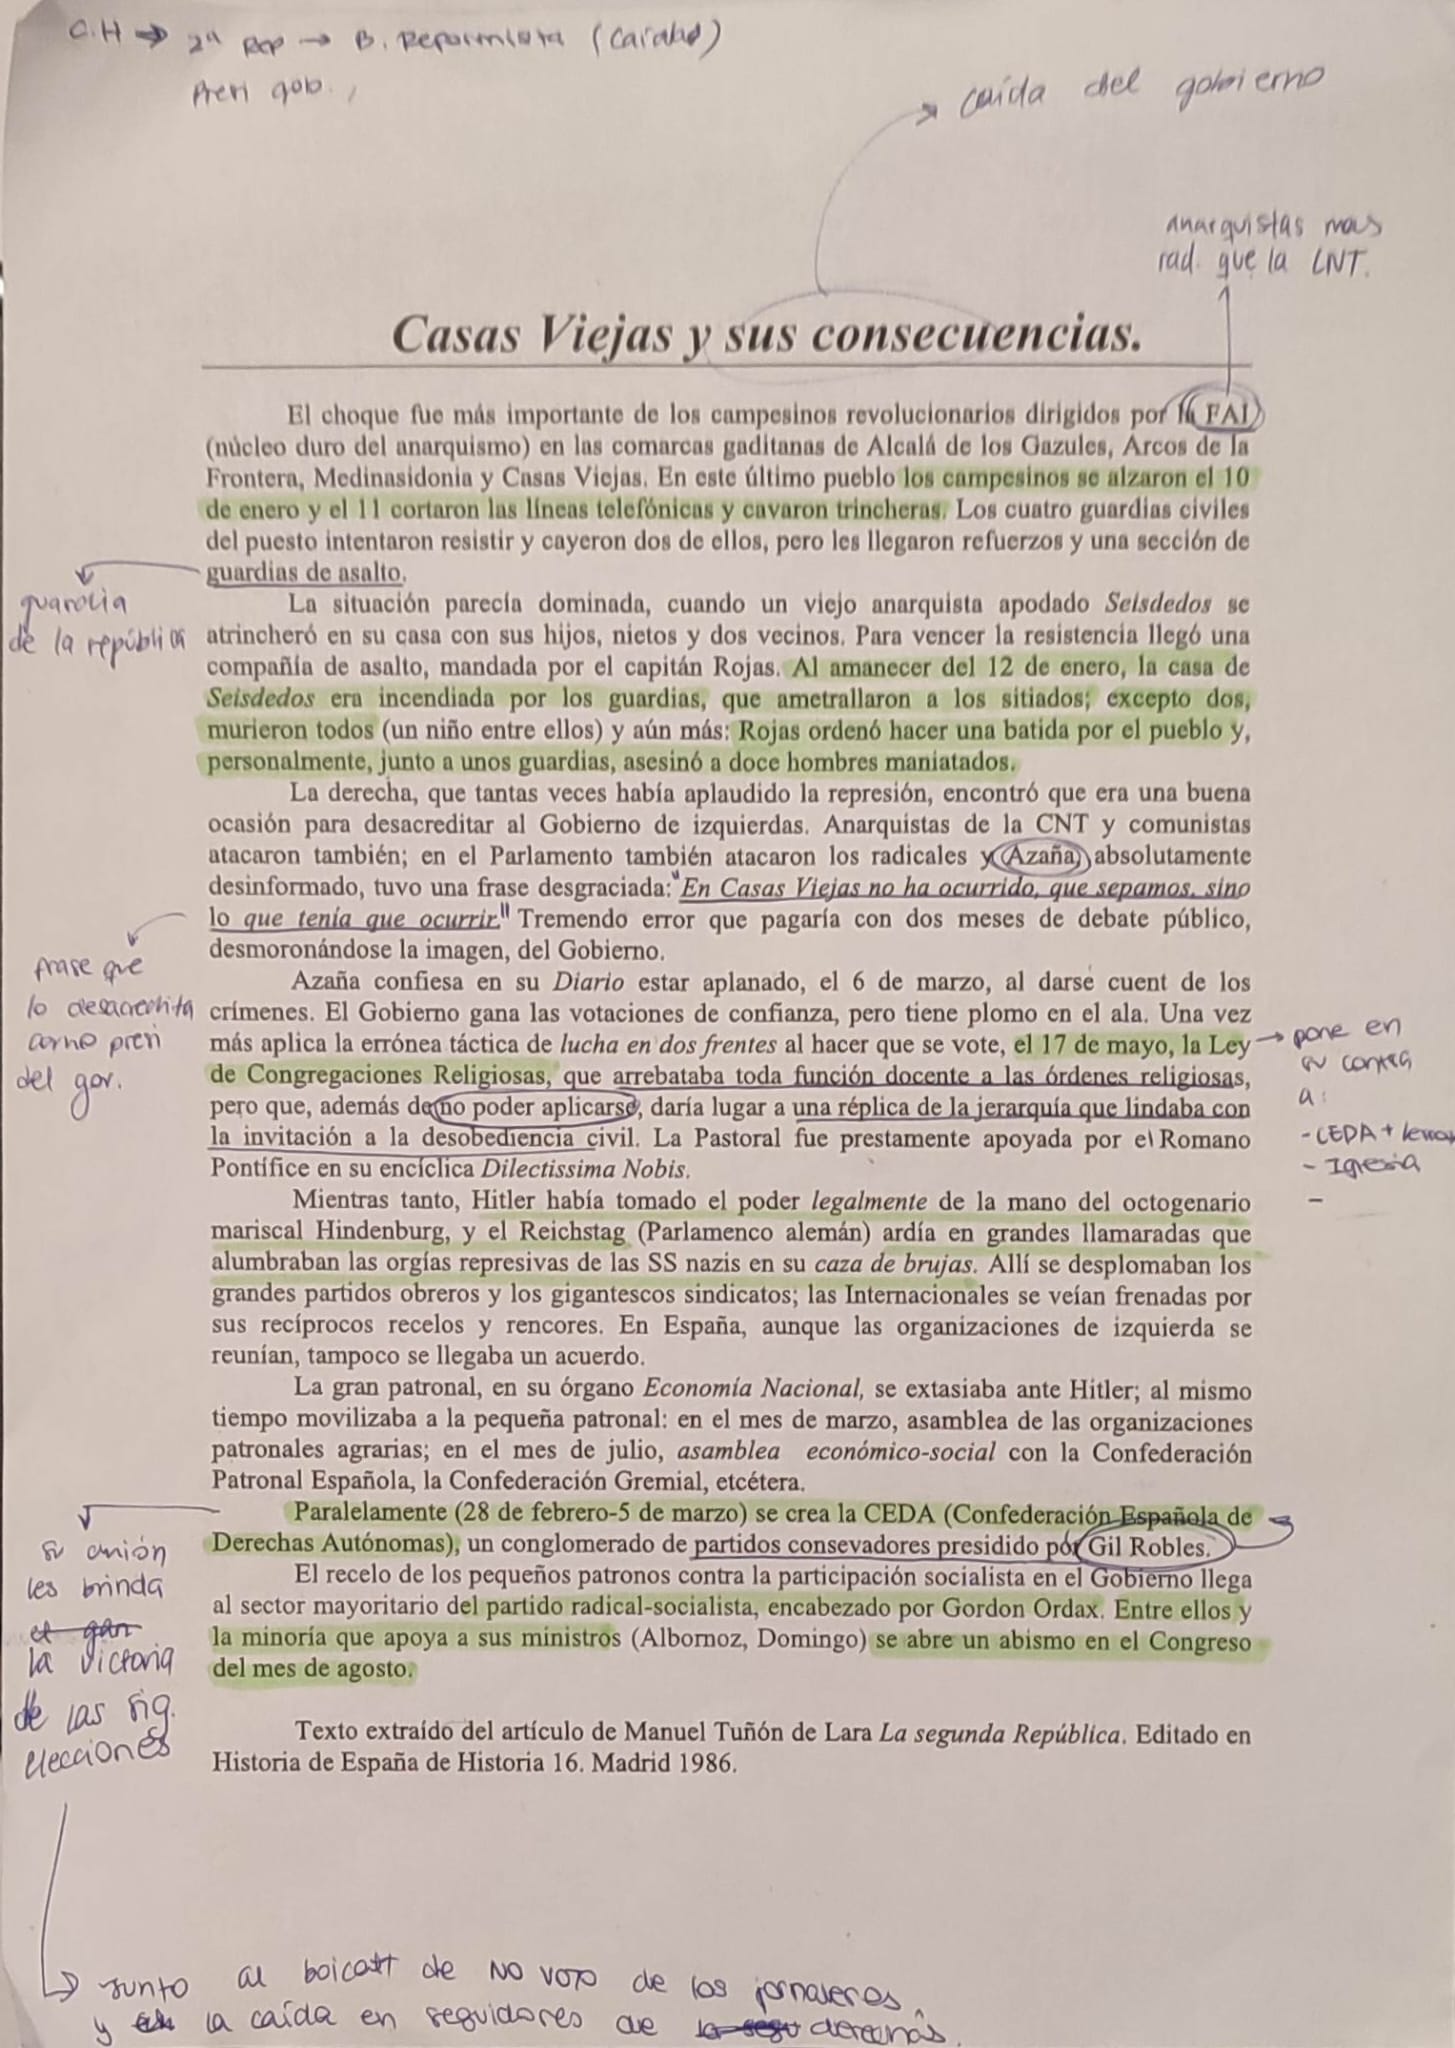 C.H → 2ª Rep → B. Reformista (caída)
Presi gob.,
caída del gobierno
anarquistas mas
rad. que la CNT.
Casas Viejas y sus consecuencias.
El choque fue más importante de los campesinos revolucionarios dirigidos por la FAI
(núcleo duro del anarquismo) en las comarcas gaditanas de Alcalá de los Gazules, Arcos de la
Frontera, Medinasidonia y Casas Viejas. En este último pueblo los campesinos se alzaron el 10
de enero y el 11 cortaron las líneas telefónicas y cavaron trincheras. Los cuatro guardias civiles
del puesto intentaron resistir y cayeron dos de ellos, pero les llegaron refuerzos y una sección de
guardias de asalto.
guardia
de la república
La situación parecía dominada, cuando un viejo anarquista apodado Seisdedos se
atrincheró en su casa con sus hijos, nietos y dos vecinos. Para vencer la resistencia llegó una
compañía de asalto, mandada por el capitán Rojas. Al amanecer del 12 de enero, la casa de
Seisdedos era incendiada por los guardias, que ametrallaron a los sitiados; excepto dos,
murieron todos (un niño entre ellos) y aún más: Rojas ordenó hacer una batida por el pueblo y,
personalmente, junto a unos guardias, asesinó a doce hombres maniatados.
La derecha, que tantas veces había aplaudido la represión, encontró que era una buena
ocasión para desacreditar al Gobierno de izquierdas. Anarquistas de la CNT y comunistas
atacaron también; en el Parlamento también atacaron los radicales y Azaña, absolutamente
desinformado, tuvo una frase desgraciada: "En Casas Viejas no ha ocurrido, que sepamos, sino
lo que tenía que ocurrir." Tremendo error que pagaría con dos meses de debate público,
desmoronándose la imagen, del Gobierno.
frase que
lo desacredita
como presi
del gov.
Azaña confiesa en su Diario estar aplanado, el 6 de marzo, al darse cuent de los
crímenes. El Gobierno gana las votaciones de confianza, pero tiene plomo en el ala. Una vez
más aplica la errónea táctica de lucha en dos frentes al hacer que se vote, el 17 de mayo, la Ley
de Congregaciones Religiosas, que arrebataba toda función docente a las órdenes religiosas,
pero que, además de no poder aplicarse, daría lugar a una réplica de la jerarquía que lindaba con
la invitación a la desobediencia civil. La Pastoral fue prestamente apoyada por el Romano
Pontífice en su encíclica Dilectissima Nobis.
→ pone en
su contra
a:
- CEDA +
- Iglesia
-
Mientras tanto, Hitler había tomado el poder legalmente de la mano del octogenario
mariscal Hindenburg, y el Reichstag (Parlamenco alemán) ardía en grandes llamaradas que
alumbraban las orgías represivas de las SS nazis en su caza de brujas. Allí se desplomaban los
grandes partidos obreros y los gigantescos sindicatos; las Internacionales se veían frenadas por
sus recíprocos recelos y rencores. En España, aunque las organizaciones de izquierda se
reunían, tampoco se llegaba un acuerdo.
La gran patronal, en su órgano Economía Nacional, se extasiaba ante Hitler; al mismo
tiempo movilizaba a la pequeña patronal: en el mes de marzo, asamblea de las organizaciones
patronales agrarias; en el mes de julio, asamblea económico-social con la Confederación
Patronal Española, la Confederación Gremial, etcétera.
Paralelamente (28 de febrero-5 de marzo) se crea la CEDA (Confederación Española de
Derechas Autónomas), un conglomerado de partidos consevadores presidido por Gil Robles.
El recelo de los pequeños patronos contra la participación socialista en el Gobierno llega
al sector mayoritario del partido radical-socialista, encabezado por Gordon Ordax. Entre ellos y
la minoría que apoya a sus ministros (Albornoz, Domingo) se abre un abismo en el Congreso
del mes de agosto.
su unión
les brinda
la victoria
de las sig.
elecciones
Texto extraído del artículo de Manuel Tuñón de Lara La segunda República. Editado en
Historia de España de Historia 16. Madrid 1986.
→ junto al boicott de NO VOTO de los jornaleros,
y la caída en seguidores de derechas.